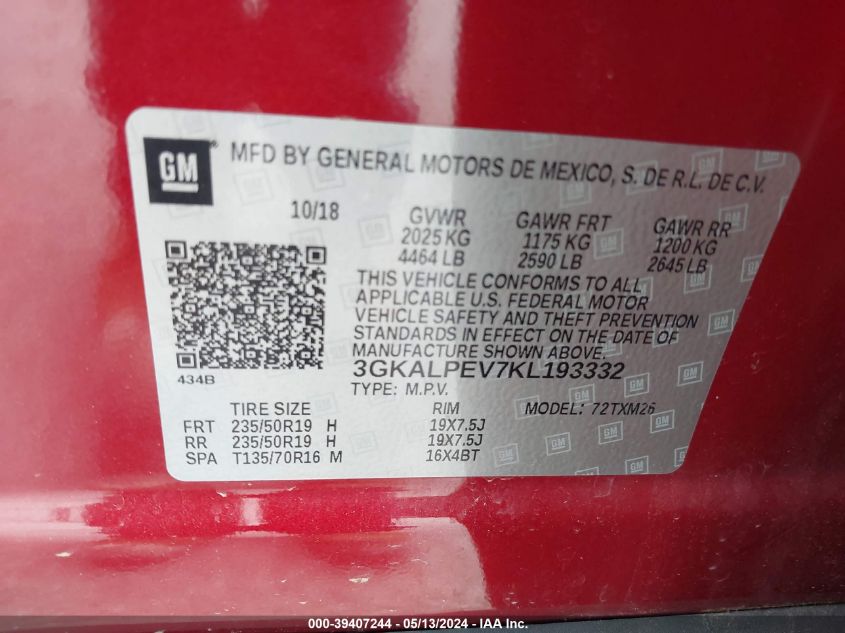 GM
MFD BY GENERAL MOTORS DE MEXICO, S. DE R.L. DE C.V.
10/18 GVWR GAWR FRT GAWR RR
2025 KG 1175 KG 1200 KG
4464 LB 2590 LB 2645 LB
THIS VEHICLE CONFORMS TO ALL
APPLICABLE U.S. FEDERAL MOTOR
VEHICLE SAFETY AND THEFT PREVENTION
STANDARDS IN EFFECT ON THE DATE OF
MANUFACTURE SHOWN ABOVE.
434B
3GKALPEV7KL193332
TYPE: M.P.V.
TIRE SIZE RIM MODEL: 72TXM26
FRT 235/50R19 H 19X7.5J
RR 235/50R19 H 19X7.5J
SPA T135/70R16 M 16X4BT
000-39407244 - 05/13/2024 - IAA Inc.